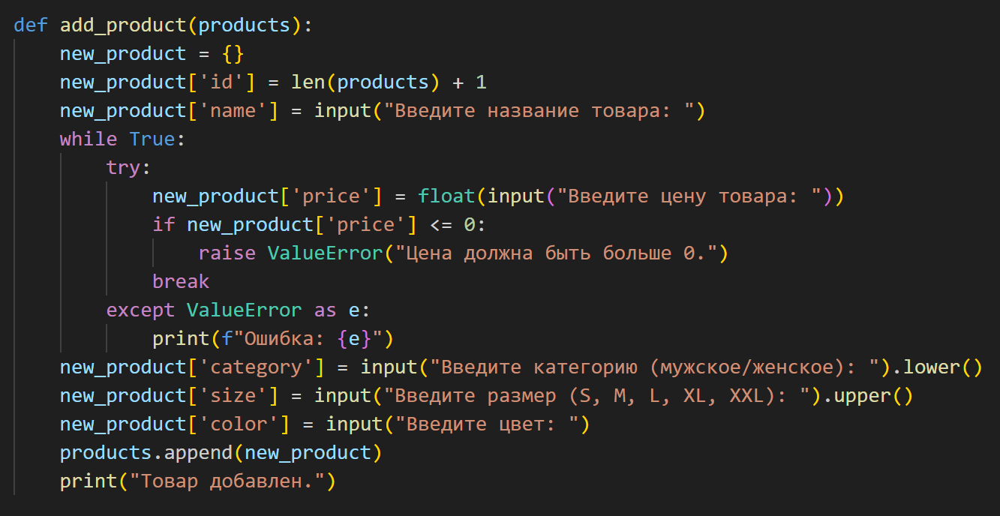 def add_product(products):
    new_product = {}
    new_product['id'] = len(products) + 1
    new_product['name'] = input("Введите название товара: ")
    while True:
        try:
            new_product['price'] = float(input("Введите цену товара: "))
            if new_product['price'] <= 0:
                raise ValueError("Цена должна быть больше 0.")
            break
        except ValueError as e:
            print(f"Ошибка: {e}")
    new_product['category'] = input("Введите категорию (мужское/женское): ").lower()
    new_product['size'] = input("Введите размер (S, M, L, XL, XXL): ").upper()
    new_product['color'] = input("Введите цвет: ")
    products.append(new_product)
    print("Товар добавлен.")